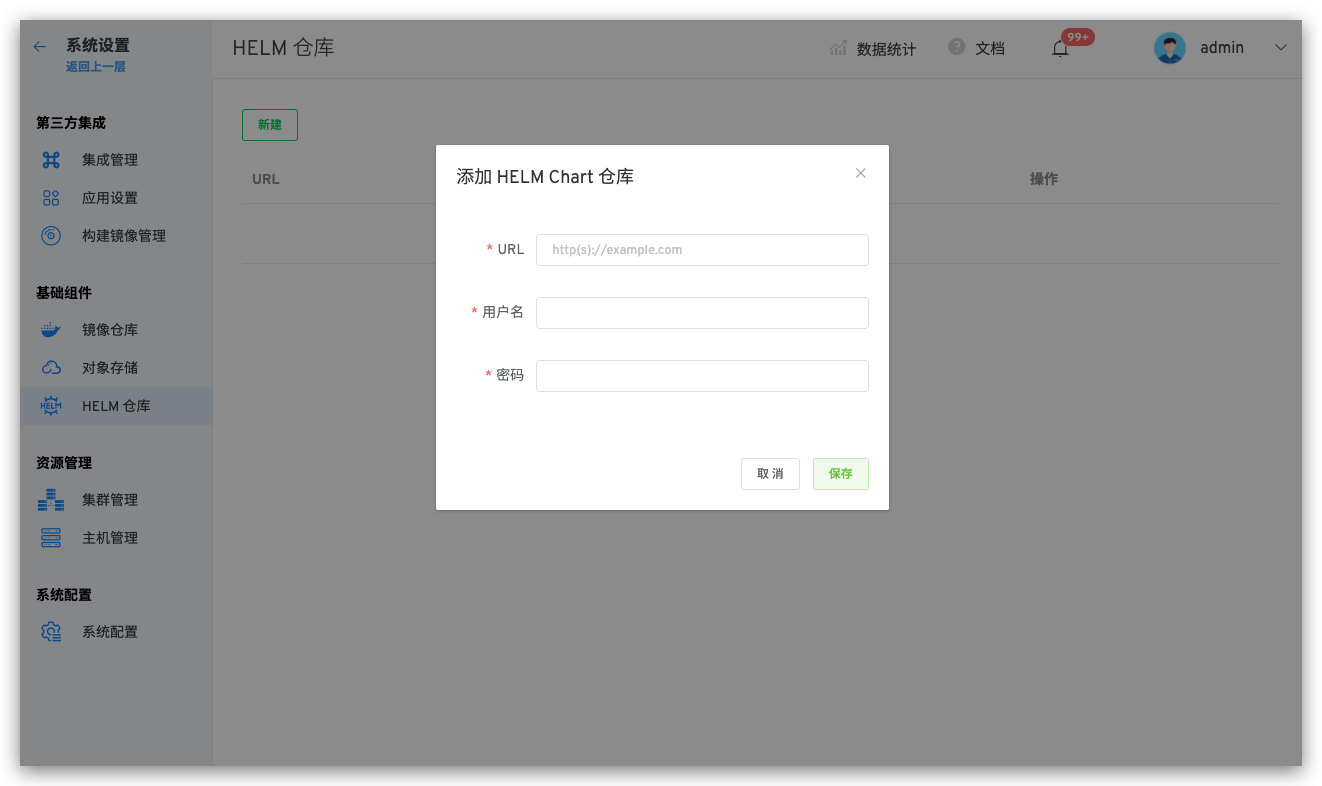 系统设置
返回上一层
HELM 仓库
数据统计
文档
99+
admin
第三方集成
集成管理
应用设置
构建镜像管理
基础组件
镜像仓库
对象存储
HELM
HELM 仓库
资源管理
集群管理
主机管理
系统配置
系统配置
新建
URL
操作
添加 HELM Chart 仓库
* URL
http(s)://example.com
* 用户名
* 密码
取 消
保存